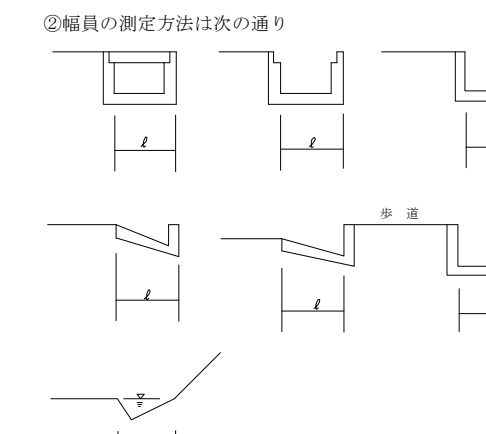 ②幅員の測定方法は次の通り
ℓ ℓ
歩 道
ℓ ℓ